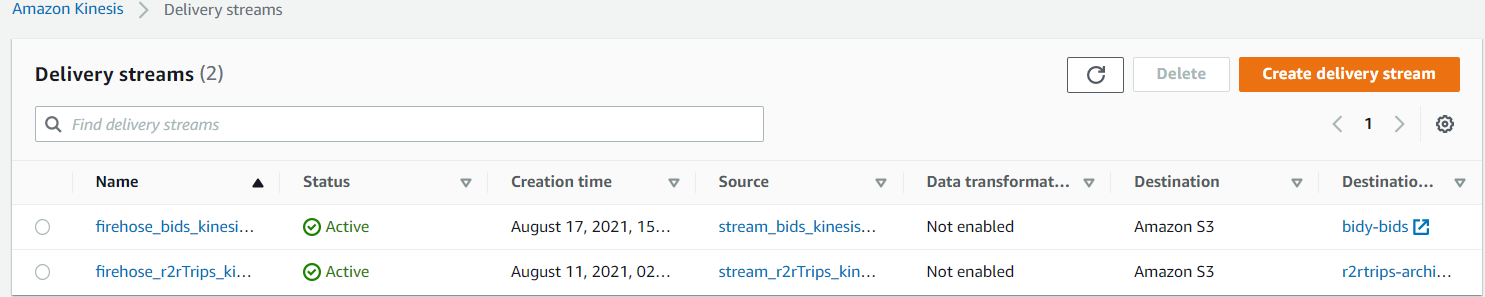 Amazon Kinesis > Delivery streams
Delivery streams (2) Delete Create delivery stream
Find delivery streams 1
Name Status Creation time Source Data transformat... Destination Destinatio...
firehose_bids_kinesi... Active August 17, 2021, 15... stream_bids_kinesis... Not enabled Amazon S3 bidy-bids
firehose_r2rTrips_ki... Active August 11, 2021, 02... stream_r2rTrips_kin... Not enabled Amazon S3 r2rtrips-archi...